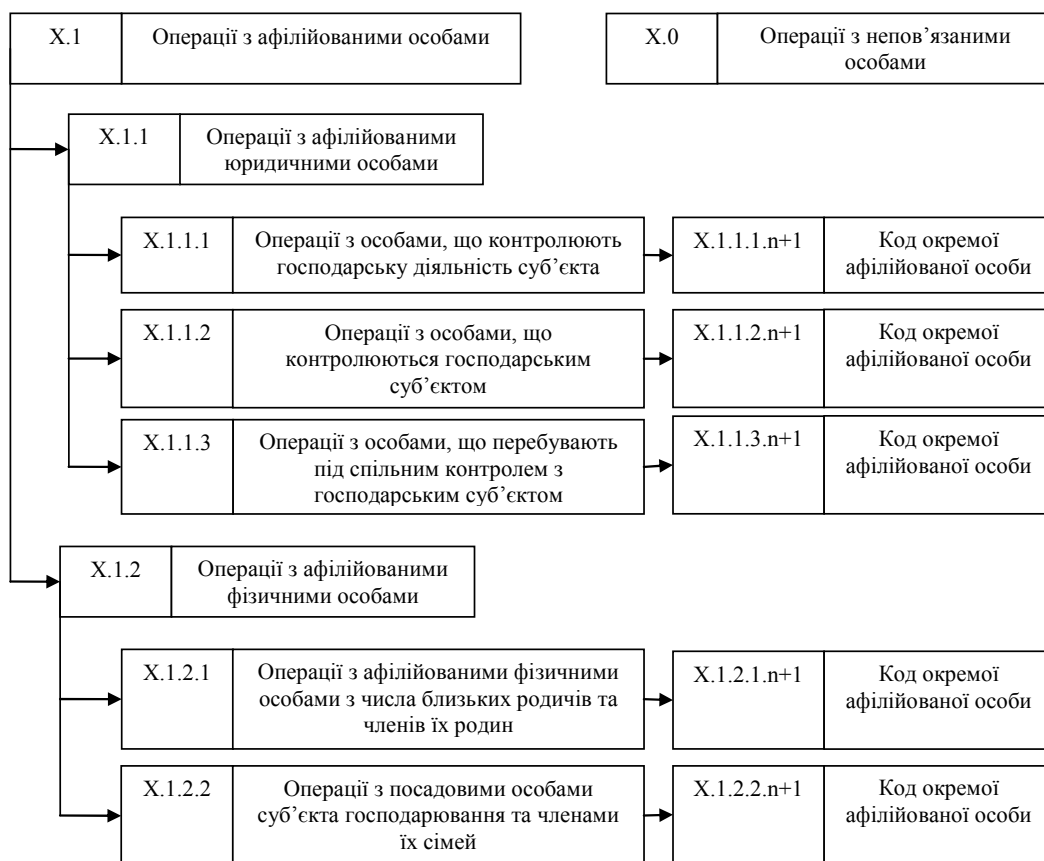 X.1
Операції з афілійованими особами
X.0
Операції з непов’язаними
особами
X.1.1
Операції з афілійованими
юридичними особами
X.1.1.1
Операції з особами, що контролюють
господарську діяльність суб’єкта
X.1.1.1.n+1
Код окремої
афілійованої особи
X.1.1.2
Операції з особами, що
контролюються господарським
суб’єктом
X.1.1.2.n+1
Код окремої
афілійованої особи
X.1.1.3
Операції з особами, що перебувають
під спільним контролем з
господарським суб’єктом
X.1.1.3.n+1
Код окремої
афілійованої особи
X.1.2
Операції з афілійованими
фізичними особами
X.1.2.1
Операції з афілійованими фізичними
особами з числа близьких родичів та
членів їх родин
X.1.2.1.n+1
Код окремої
афілійованої особи
X.1.2.2
Операції з посадовими особами
суб’єкта господарювання та членами
їх сімей
X.1.2.2.n+1
Код окремої
афілійованої особи